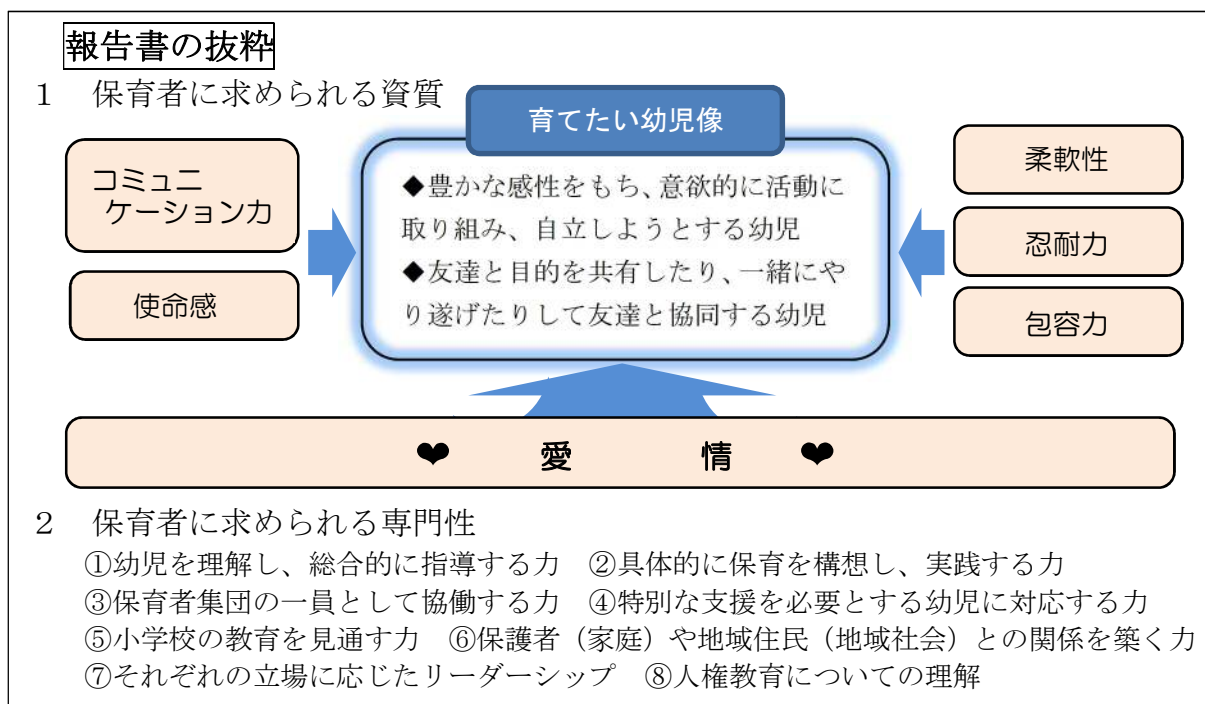 報告書の抜粋
１　保育者に求められる資質
育てたい幼児像
コミュニ
ケーション力
使命感
◆豊かな感性をもち、意欲的に活動に
取り組み、自立しようとする幼児
◆友達と目的を共有したり、一緒にや
り遂げたりして友達と協同する幼児
柔軟性
忍耐力
包容力
❤　愛　情　❤
２　保育者に求められる専門性
①幼児を理解し、総合的に指導する力　②具体的に保育を構想し、実践する力
③保育者集団の一員として協働する力　④特別な支援を必要とする幼児に対応する力
⑤小学校の教育を見通す力　⑥保護者（家庭）や地域住民（地域社会）との関係を築く力
⑦それぞれの立場に応じたリーダーシップ　⑧人権教育についての理解